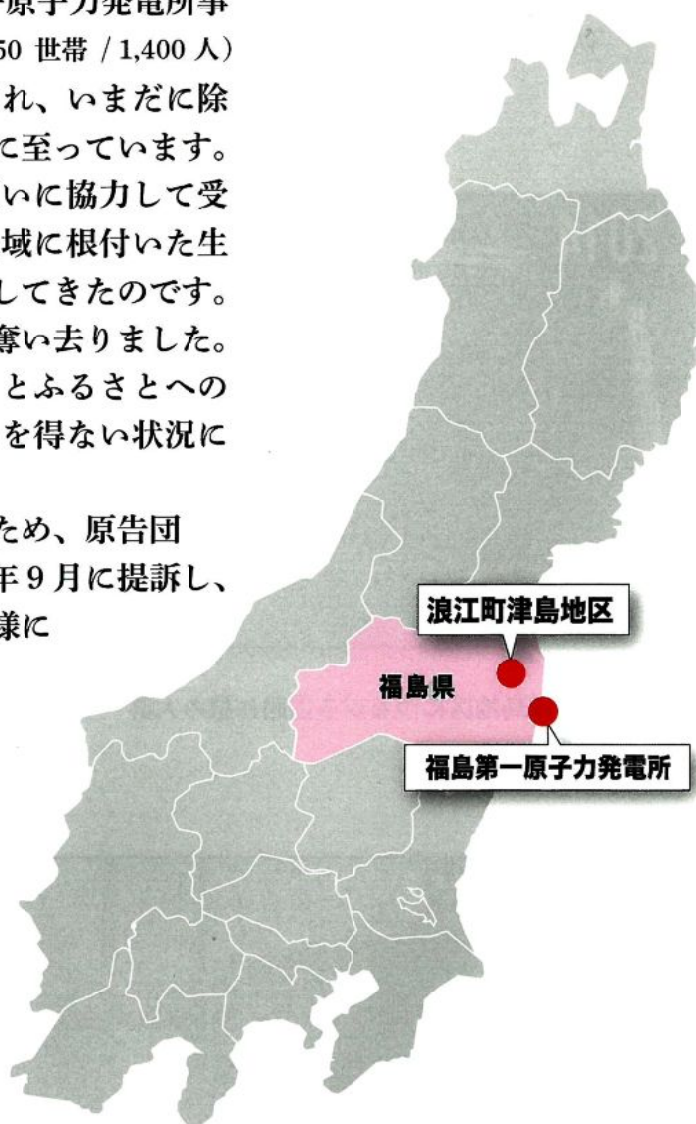 原子力発電所事
50 世帯 / 1,400 人）
れ、いまだに除
に至っています。
いに協力して受
域に根付いた生
してきたのです。
奪い去りました。
とふるさとへの
を得ない状況に
ため、原告団
年 9 月に提訴し、
様に
浪江町津島地区
福島県
福島第一原子力発電所